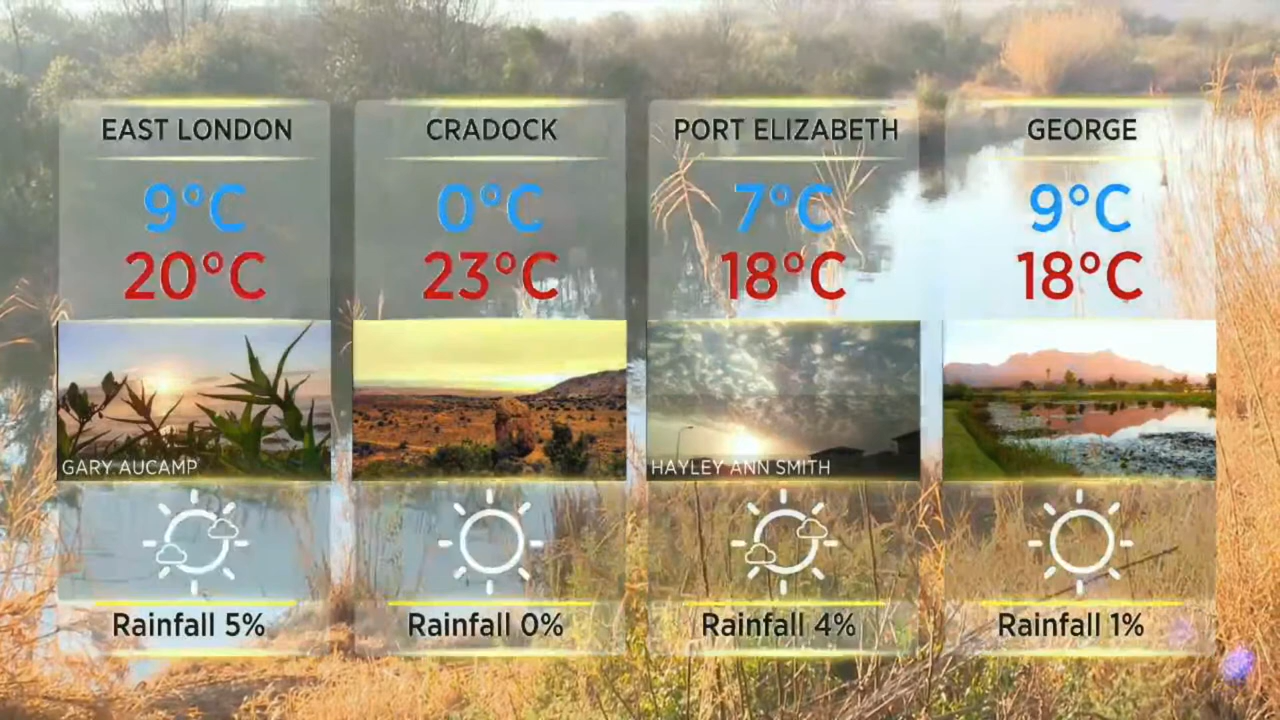 EAST LONDON
9°C
20°C
GARY AUCAMP
Rainfall 5%
CRADOCK
0°C
23°C
Rainfall 0%
PORT ELIZABETH
7°C
18°C
HAYLEY ANN SMITH
Rainfall 4%
GEORGE
9°C
18°C
Rainfall 1%